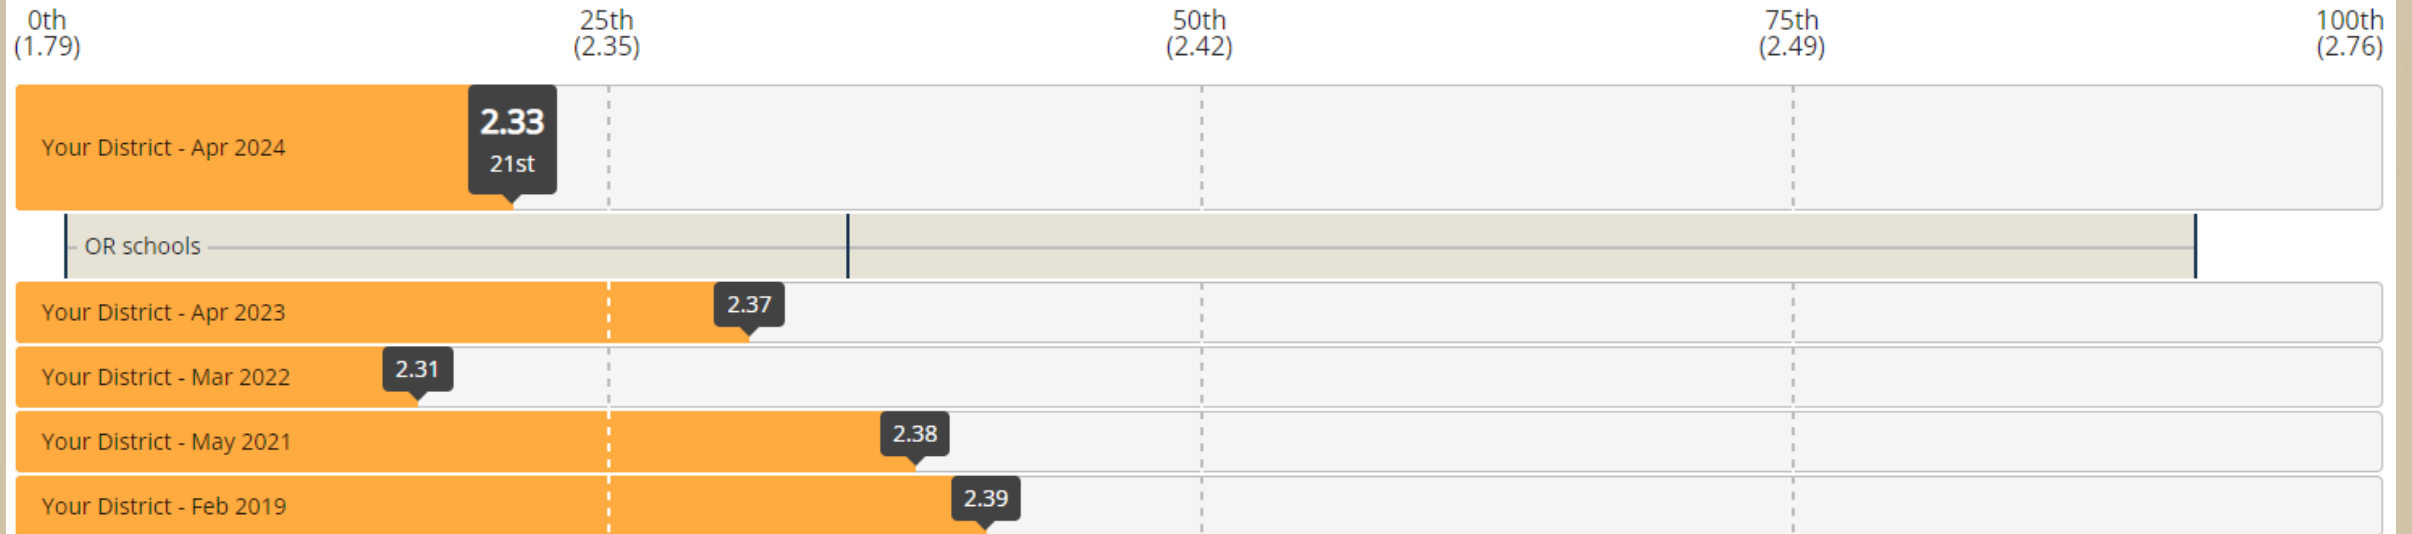 0th 25th 50th 75th 100th
(1.79) (2.35) (2.42) (2.49) (2.76)
2.33
Your District - Apr 2024
21st
OR schools
Your District - Apr 2023 2.37
Your District - Mar 2022 2.31
Your District - May 2021 2.38
Your District - Feb 2019 2.39